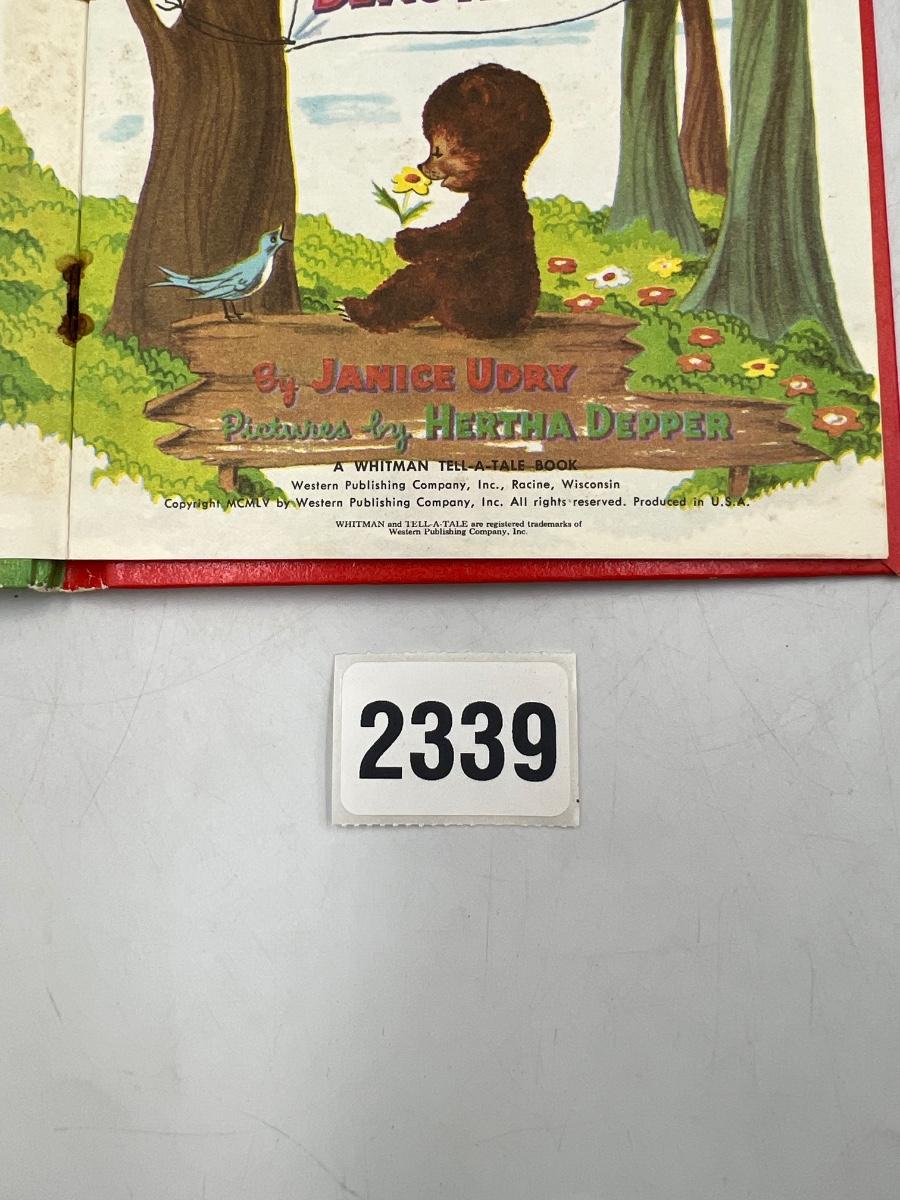 By JANICE UDRY
Pictures by HERTHA DEPPER
A WHITMAN TELL-A-TALE BOOK
Western Publishing Company, Inc., Racine, Wisconsin
Copyright MCMLV by Western Publishing Company, Inc. All rights reserved. Produced in U.S.A.
WHITMAN and TELL-A-TALE are registered trademarks of
Western Publishing Company, Inc.
2339